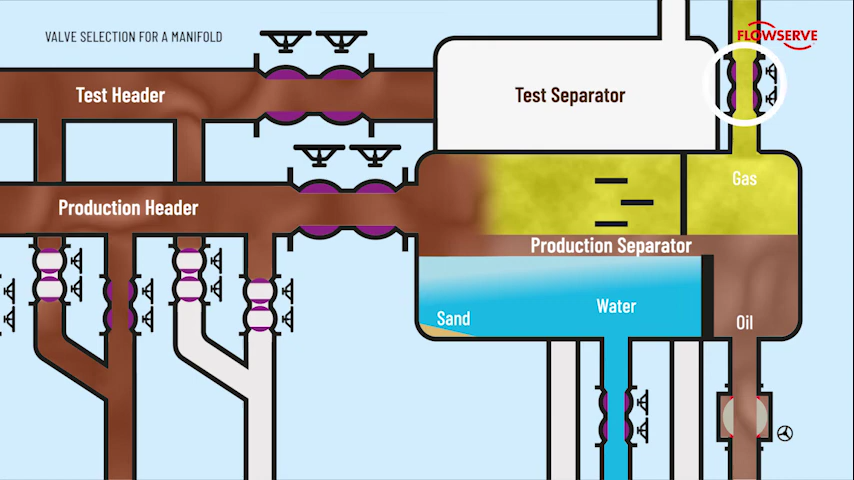 VALVE SELECTION FOR A MANIFOLD
FLOWSERVE
Test Header
Test Separator
Gas
Production Header
Production Separator
Water
Sand
Oil